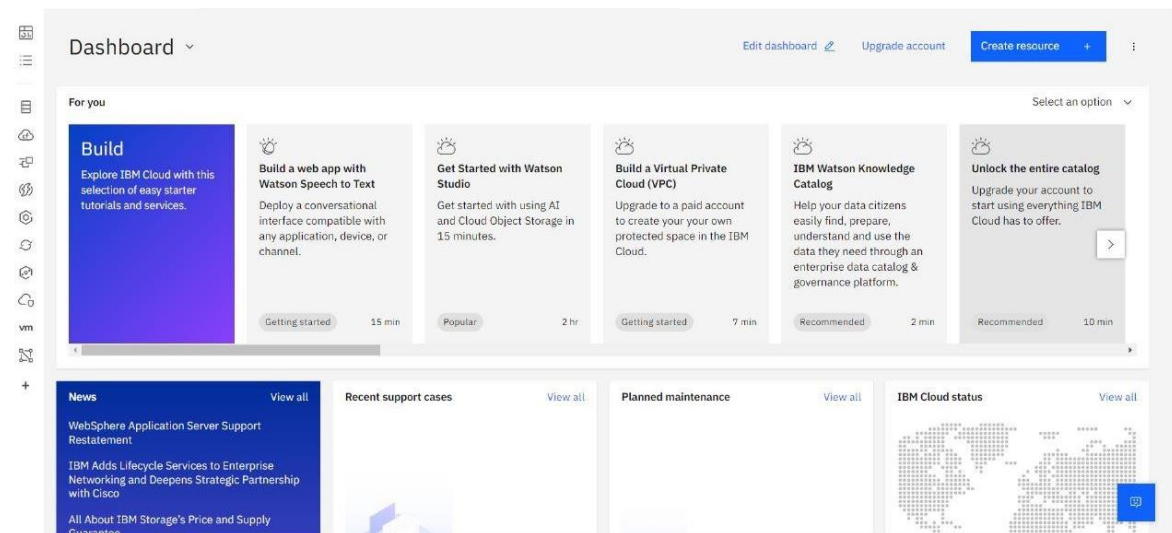 Dashboard
Edit dashboard
Upgrade account
Create resource +
For you
Select an option
Build
Explore IBM Cloud with this
selection of easy starter
tutorials and services.
Build a web app with
Watson Speech to Text
Deploy a conversational
interface compatible with
any application, device, or
channel.
Getting started
15 min
Get Started with Watson
Studio
Get started with using AI
and Cloud Object Storage in
15 minutes.
Popular
2 hr
Build a Virtual Private
Cloud (VPC)
Upgrade to a paid account
to create your your own
protected space in the IBM
Cloud.
Getting started
7 min
IBM Watson Knowledge
Catalog
Help your data citizens
easily find, prepare,
understand and use the
data they need through an
enterprise data catalog &
governance platform.
Recommended
2 min
Unlock the entire catalog
Upgrade your account to
start using everything IBM
Cloud has to offer.
Recommended
10 min
vm
+
News
View all
WebSphere Application Server Support
Restatement
IBM Adds Lifecycle Services to Enterprise
Networking and Deepens Strategic Partnership
with Cisco
All About IBM Storage's Price and Supply
Guarantee
Recent support cases
View all
Planned maintenance
View all
IBM Cloud status
View all